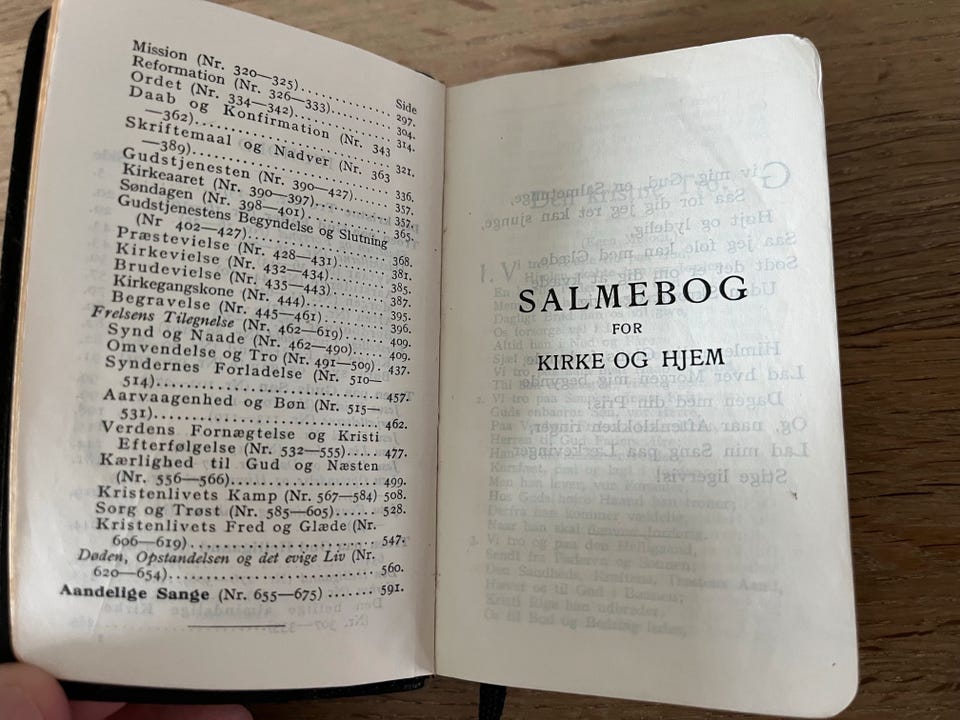 Side
Mission (Nr. 320—325).......... 297.
Reformation (Nr. 326—333)....... 304.
Ordet (Nr. 334—342)............ 314.
Daab og Konfirmation (Nr. 343
—362)......................... 321.
Skriftemaal og Nadver (Nr. 363
—389)......................... 336.
Gudstjenesten (Nr. 390—427)..... 357.
Kirkeaaret (Nr. 390—397)........ 357.
Søndagen (Nr. 398—401).......... 365.
Gudstjenestens Begyndelse og Slutning
(Nr 402—427)................... 368.
Præstevielse (Nr. 428—431)...... 381.
Kirkevielse (Nr. 432—434)....... 385.
Brudevielse (Nr. 435—443)....... 387.
Kirkegangskone (Nr. 444)........ 395.
Begravelse (Nr. 445—461)........ 396.
Frelsens Tilegnelse (Nr. 462—619) 409.
Synd og Naade (Nr. 462—490).... 409.
Omvendelse og Tro (Nr. 491—509). 437.
Syndernes Forladelse (Nr. 510—
514)........................... 457.
Aarvaagenhed og Bøn (Nr. 515—
531)........................... 462.
Verdens Fornægtelse og Kristi
Efterfølgelse (Nr. 532—555)..... 477.
Kærlighed til Gud og Næsten
(Nr. 556—566).................. 499.
Kristenlivets Kamp (Nr. 567—584) 508.
Sorg og Trøst (Nr. 585—605)..... 528.
Kristenlivets Fred og Glæde (Nr.
606—619)....................... 547.
Døden, Opstandelsen og det evige Liv (Nr.
620—654)....................... 560.
Aandelige Sange (Nr. 655—675)....... 591.
SALMEBOG
FOR
KIRKE OG HJEM